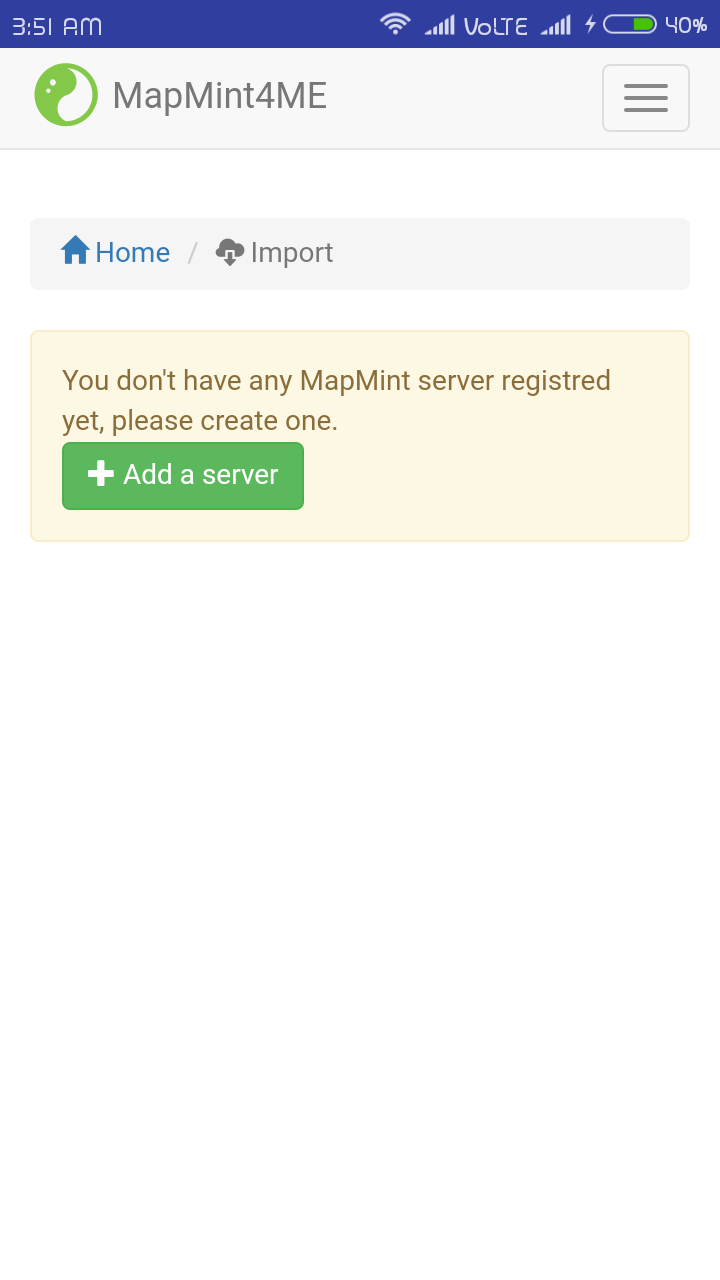 3:51 AM VoLTE 40%
MapMint4ME
Home / Import
You don't have any MapMint server registred
yet, please create one.
Add a server